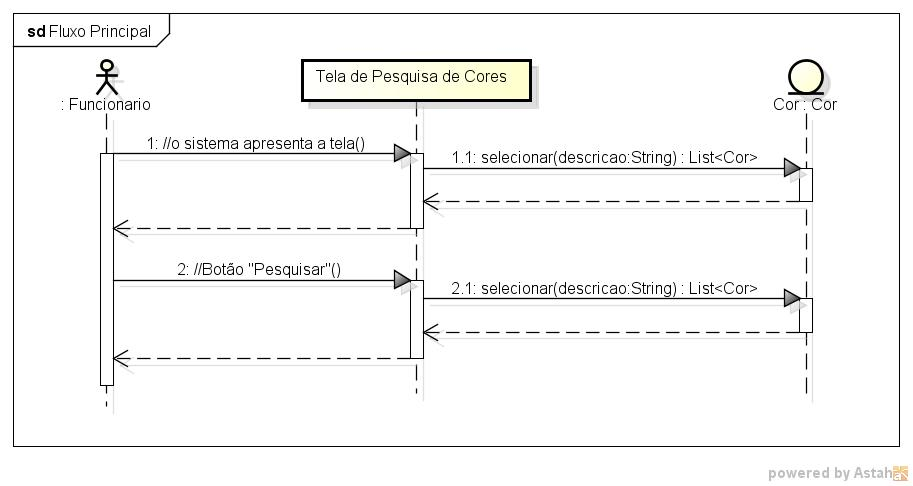 sd Fluxo Principal
Tela de Pesquisa de Cores
: Funcionario
Cor : Cor
1: //o sistema apresenta a tela()
1.1: selecionar(descricao:String) : List<Cor>
2: //Botão "Pesquisar"()
2.1: selecionar(descricao:String) : List<Cor>
powered by Astah